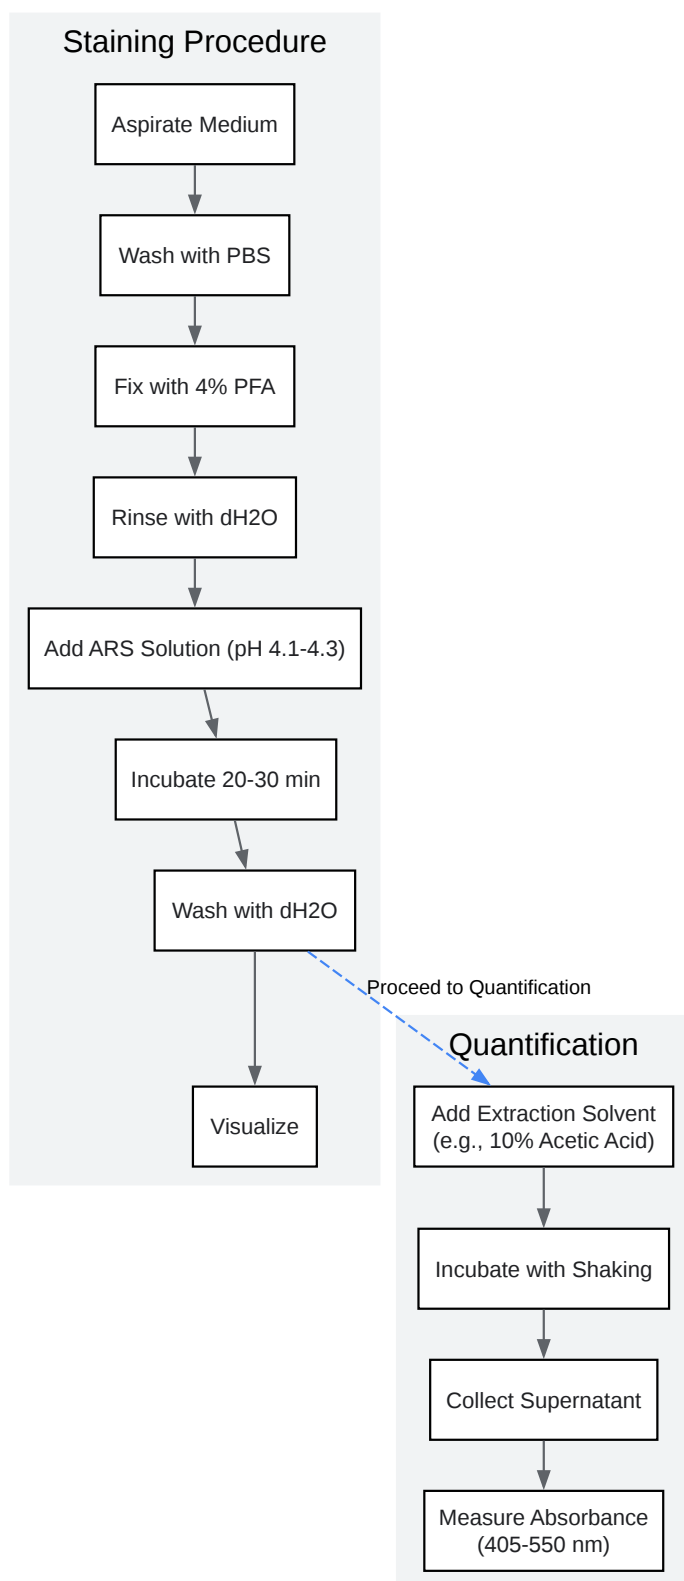 Staining Procedure
Aspirate Medium
Wash with PBS
Fix with 4% PFA
Rinse with dH2O
Add ARS Solution (pH 4.1-4.3)
Incubate 20-30 min
Wash with dH2O
Visualize
Proceed to Quantification
Quantification
Add Extraction Solvent
(e.g., 10% Acetic Acid)
Incubate with Shaking
Collect Supernatant
Measure Absorbance
(405-550 nm)